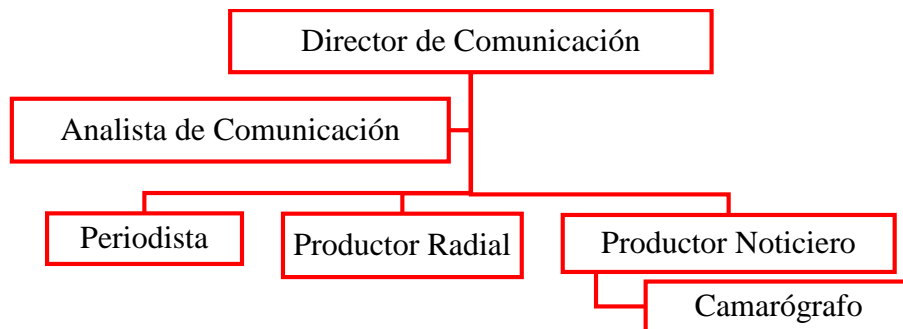 Director de Comunicación
Analista de Comunicación
Periodista
Productor Radial
Productor Noticiero
Camarógrafo